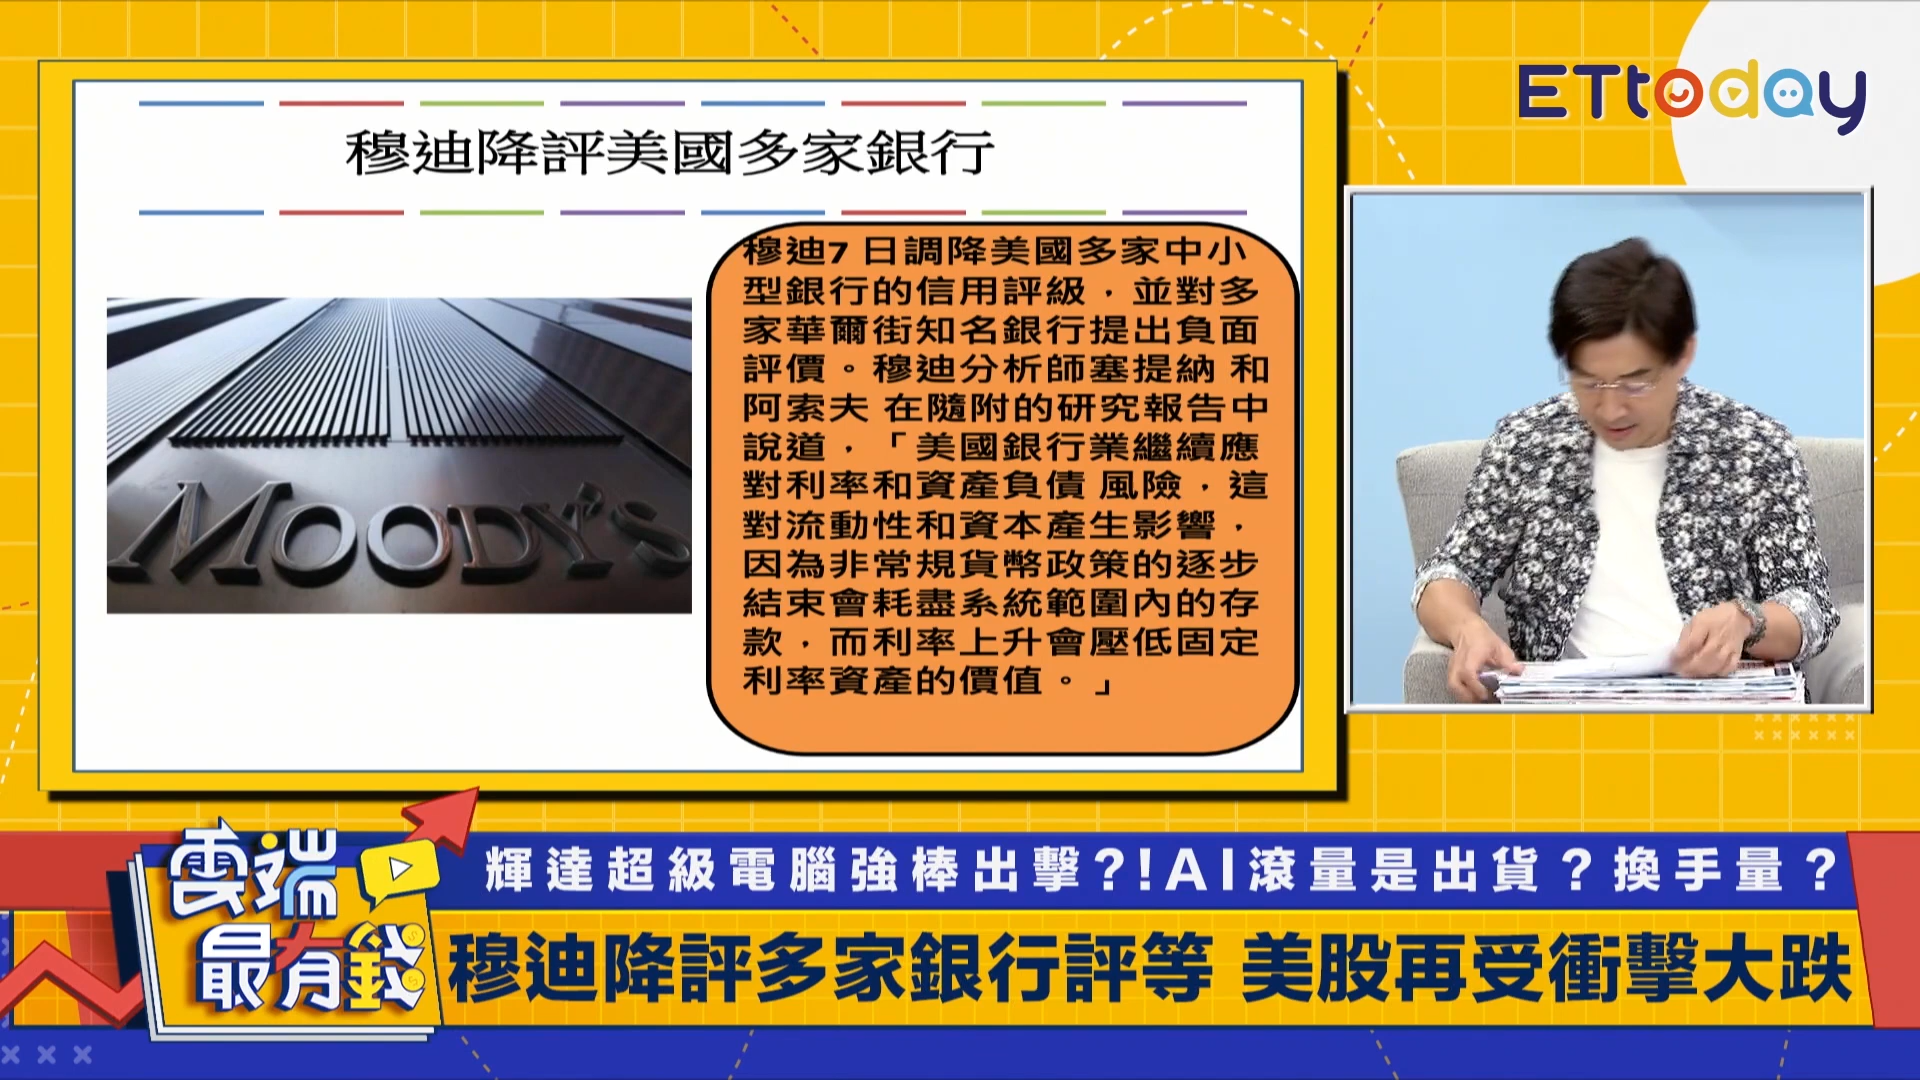 ETtoday
穆迪降評美國多家銀行
穆迪7 日調降美國多家中小
型銀行的信用評級，並對多
家華爾街知名銀行提出負面
評價。穆迪分析師塞提納 和
阿索夫 在隨附的研究報告中
說道，「美國銀行業繼續應
對利率和資產負債 風險，這
對流動性和資本產生影響，
因為非常規貨幣政策的逐步
結束會耗盡系統範圍內的存
款，而利率上升會壓低固定
利率資產的價值。」
MOODY'S
雲端
最有錢
輝達超級電腦強棒出擊?!AI滾量是出貨？換手量？
穆迪降評多家銀行評等 美股再受衝擊大跌